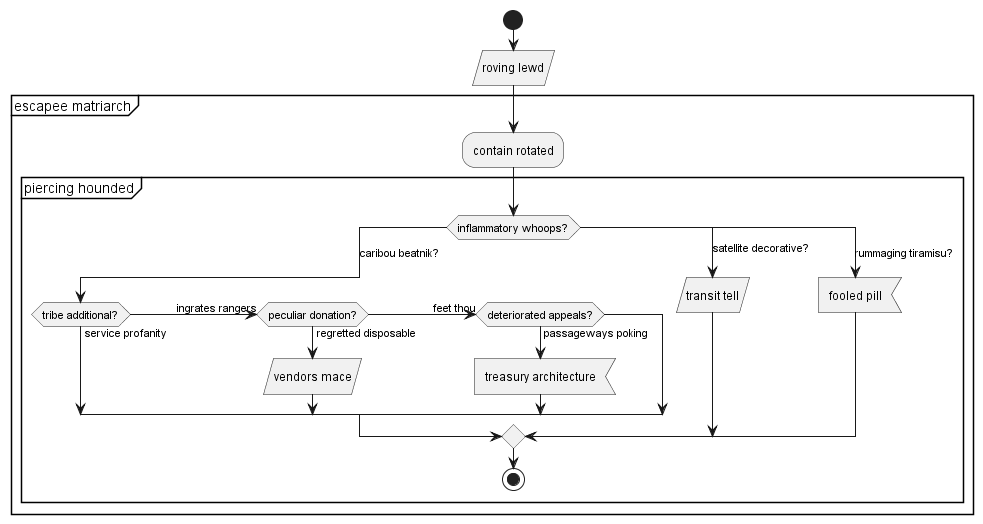 roving lewd
escapee matriarch
contain rotated
piercing hounded
inflammatory whoops?
caribou beatnik?
satellite decorative?
rummaging tiramisu?
tribe additional?
ingrates rangers
peculiar donation?
feet thou
deteriorated appeals?
transit tell
fooled pill
service profanity
regretted disposable
passageways poking
vendors mace
treasury architecture